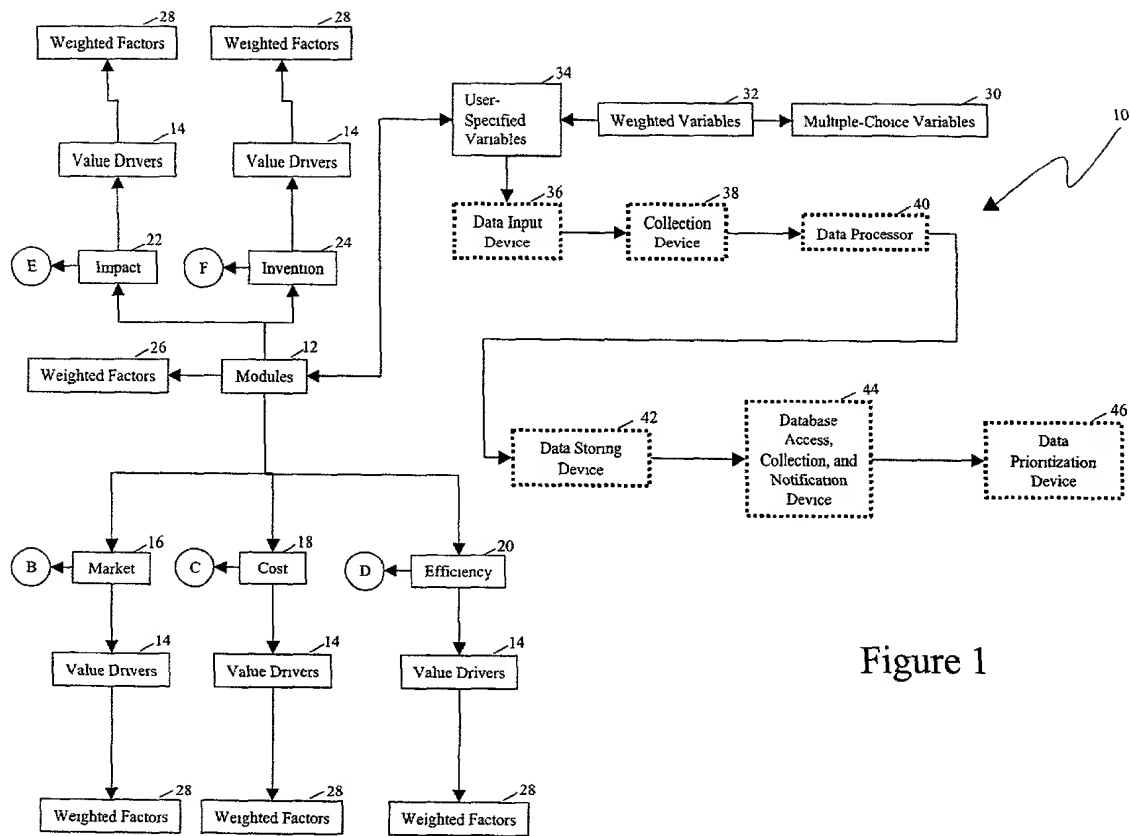 28
28
Weighted Factors
Weighted Factors
34
User-
Specified
Variables
32
Weighted Variables
30
Multiple-Choice Variables
10
14
Value Drivers
14
Value Drivers
36
Data Input
Device
38
Collection
Device
40
Data Processor
E
22
Impact
F
24
Invention
26
Weighted Factors
12
Modules
42
Data Storing
Device
44
Database
Access,
Collection, and
Notification
Device
46
Data
Prioritization
Device
B
16
Market
C
18
Cost
D
20
Efficiency
14
Value Drivers
14
Value Drivers
14
Value Drivers
Figure 1
28
Weighted Factors
28
Weighted Factors
28
Weighted Factors